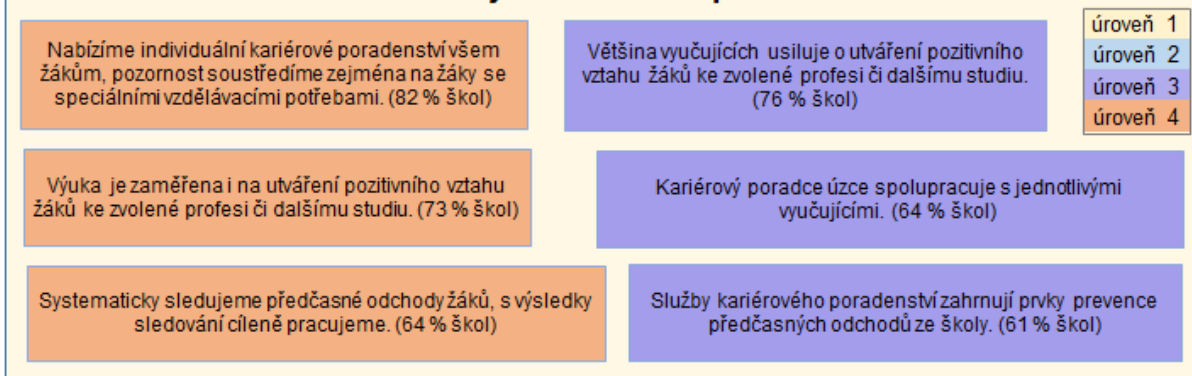 Nabízíme individuální kariérové poradenství všem
žákům, pozornost soustředíme zejména na žáky se
speciálními vzdělávacími potřebami. (82 % škol)
Většina vyučujících usiluje o utváření pozitivního
vztahu žáků ke zvolené profesi či dalšímu studiu.
(76 % škol)
úroveň 1
úroveň 2
úroveň 3
úroveň 4
Výuka je zaměřena i na utváření pozitivního vztahu
žáků ke zvolené profesi či dalšímu studiu. (73 % škol)
Kariérový poradce úzce spolupracuje s jednotlivými
vyučujícími. (64 % škol)
Systematicky sledujeme předčasné odchody žáků, s výsledky
sledování cíleně pracujeme. (64 % škol)
Služby kariérového poradenství zahrnují prvky prevence
předčasných odchodů ze školy. (61 % škol)